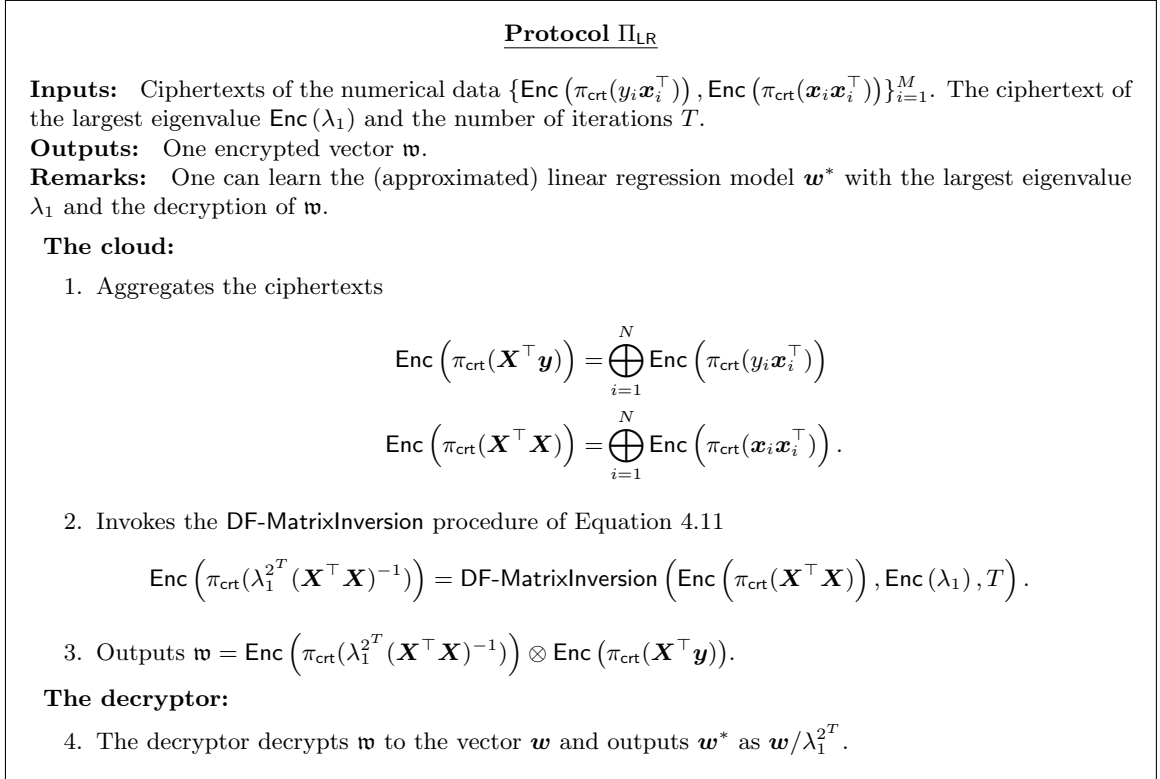 Protocol Π_LR
Inputs: Ciphertexts of the numerical data {Enc (π_crt(y_i x_i^⊤)) , Enc (π_crt(x_i x_i^⊤))}_{i=1}^M. The ciphertext of
the largest eigenvalue Enc (λ_1) and the number of iterations T.
Outputs: One encrypted vector 𝔴.
Remarks: One can learn the (approximated) linear regression model w^* with the largest eigenvalue
λ_1 and the decryption of 𝔴.
The cloud:
1. Aggregates the ciphertexts
Enc (π_crt(X^⊤ y)) = ⨁_{i=1}^N Enc (π_crt(y_i x_i^⊤))
Enc (π_crt(X^⊤ X)) = ⨁_{i=1}^N Enc (π_crt(x_i x_i^⊤)) .
2. Invokes the DF-MatrixInversion procedure of Equation 4.11
Enc (π_crt(λ_1^{2^T} (X^⊤ X)^{-1})) = DF-MatrixInversion (Enc (π_crt(X^⊤ X)) , Enc (λ_1) , T) .
3. Outputs 𝔴 = Enc (π_crt(λ_1^{2^T} (X^⊤ X)^{-1})) ⊗ Enc (π_crt(X^⊤ y)).
The decryptor:
4. The decryptor decrypts 𝔴 to the vector w and outputs w^* as w/λ_1^{2^T}.